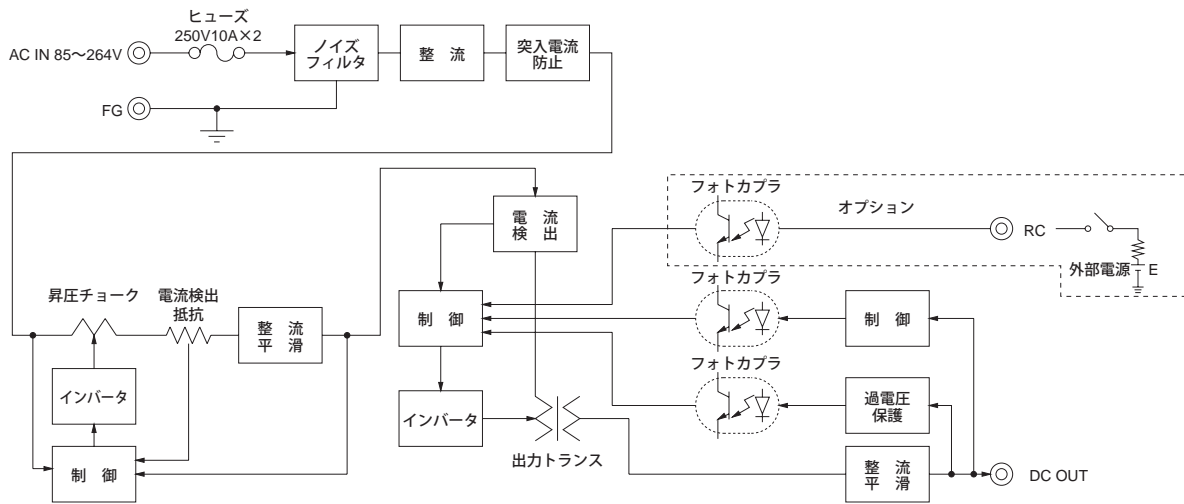 ヒューズ
250V10A×2
AC IN 85～264V
ノイズ
フィルタ
整 流
突入電流
防止
FG
フォトカプラ
オプション
RC
外部電源
E
電 流
検 出
昇圧チョーク
電流検出
抵抗
整 流
平 滑
制 御
フォトカプラ
制 御
フォトカプラ
インバータ
インバータ
過電圧
保護
制 御
出力トランス
整 流
平 滑
DC OUT